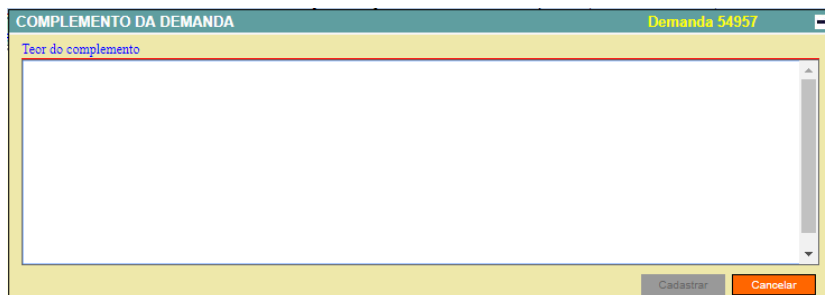 COMPLEMENTO DA DEMANDA Demanda 54957
Teor do complemento
Cadastrar Cancelar